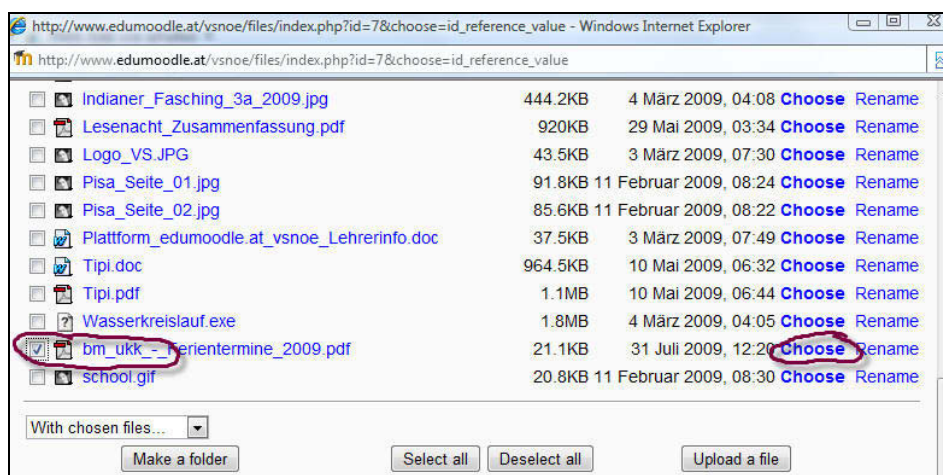 http://www.edumoodle.at/vsnoe/files/index.php?id=7&choose=id_reference_value - Windows Internet Explorer
http://www.edumoodle.at/vsnoe/files/index.php?id=7&choose=id_reference_value
Indianer_Fasching_3a_2009.jpg 444.2KB 4 März 2009, 04:08 Choose Rename
Lesenacht_Zusammenfassung.pdf 920KB 29 Mai 2009, 03:34 Choose Rename
Logo_VS.JPG 43.5KB 3 März 2009, 07:30 Choose Rename
Pisa_Seite_01.jpg 91.8KB 11 Februar 2009, 08:24 Choose Rename
Pisa_Seite_02.jpg 85.6KB 11 Februar 2009, 08:22 Choose Rename
Plattform_edumoodle.at_vsnoe_Lehrerinfo.doc 37.5KB 3 März 2009, 07:49 Choose Rename
Tipi.doc 964.5KB 10 Mai 2009, 06:32 Choose Rename
Tipi.pdf 1.1MB 10 Mai 2009, 06:44 Choose Rename
Wasserkreislauf.exe 1.8MB 4 März 2009, 04:05 Choose Rename
bm_ukk_-_Ferientermine_2009.pdf 21.1KB 31 Juli 2009, 12:20 Choose Rename
school.gif 20.8KB 11 Februar 2009, 08:30 Choose Rename
With chosen files...
Make a folder Select all Deselect all Upload a file